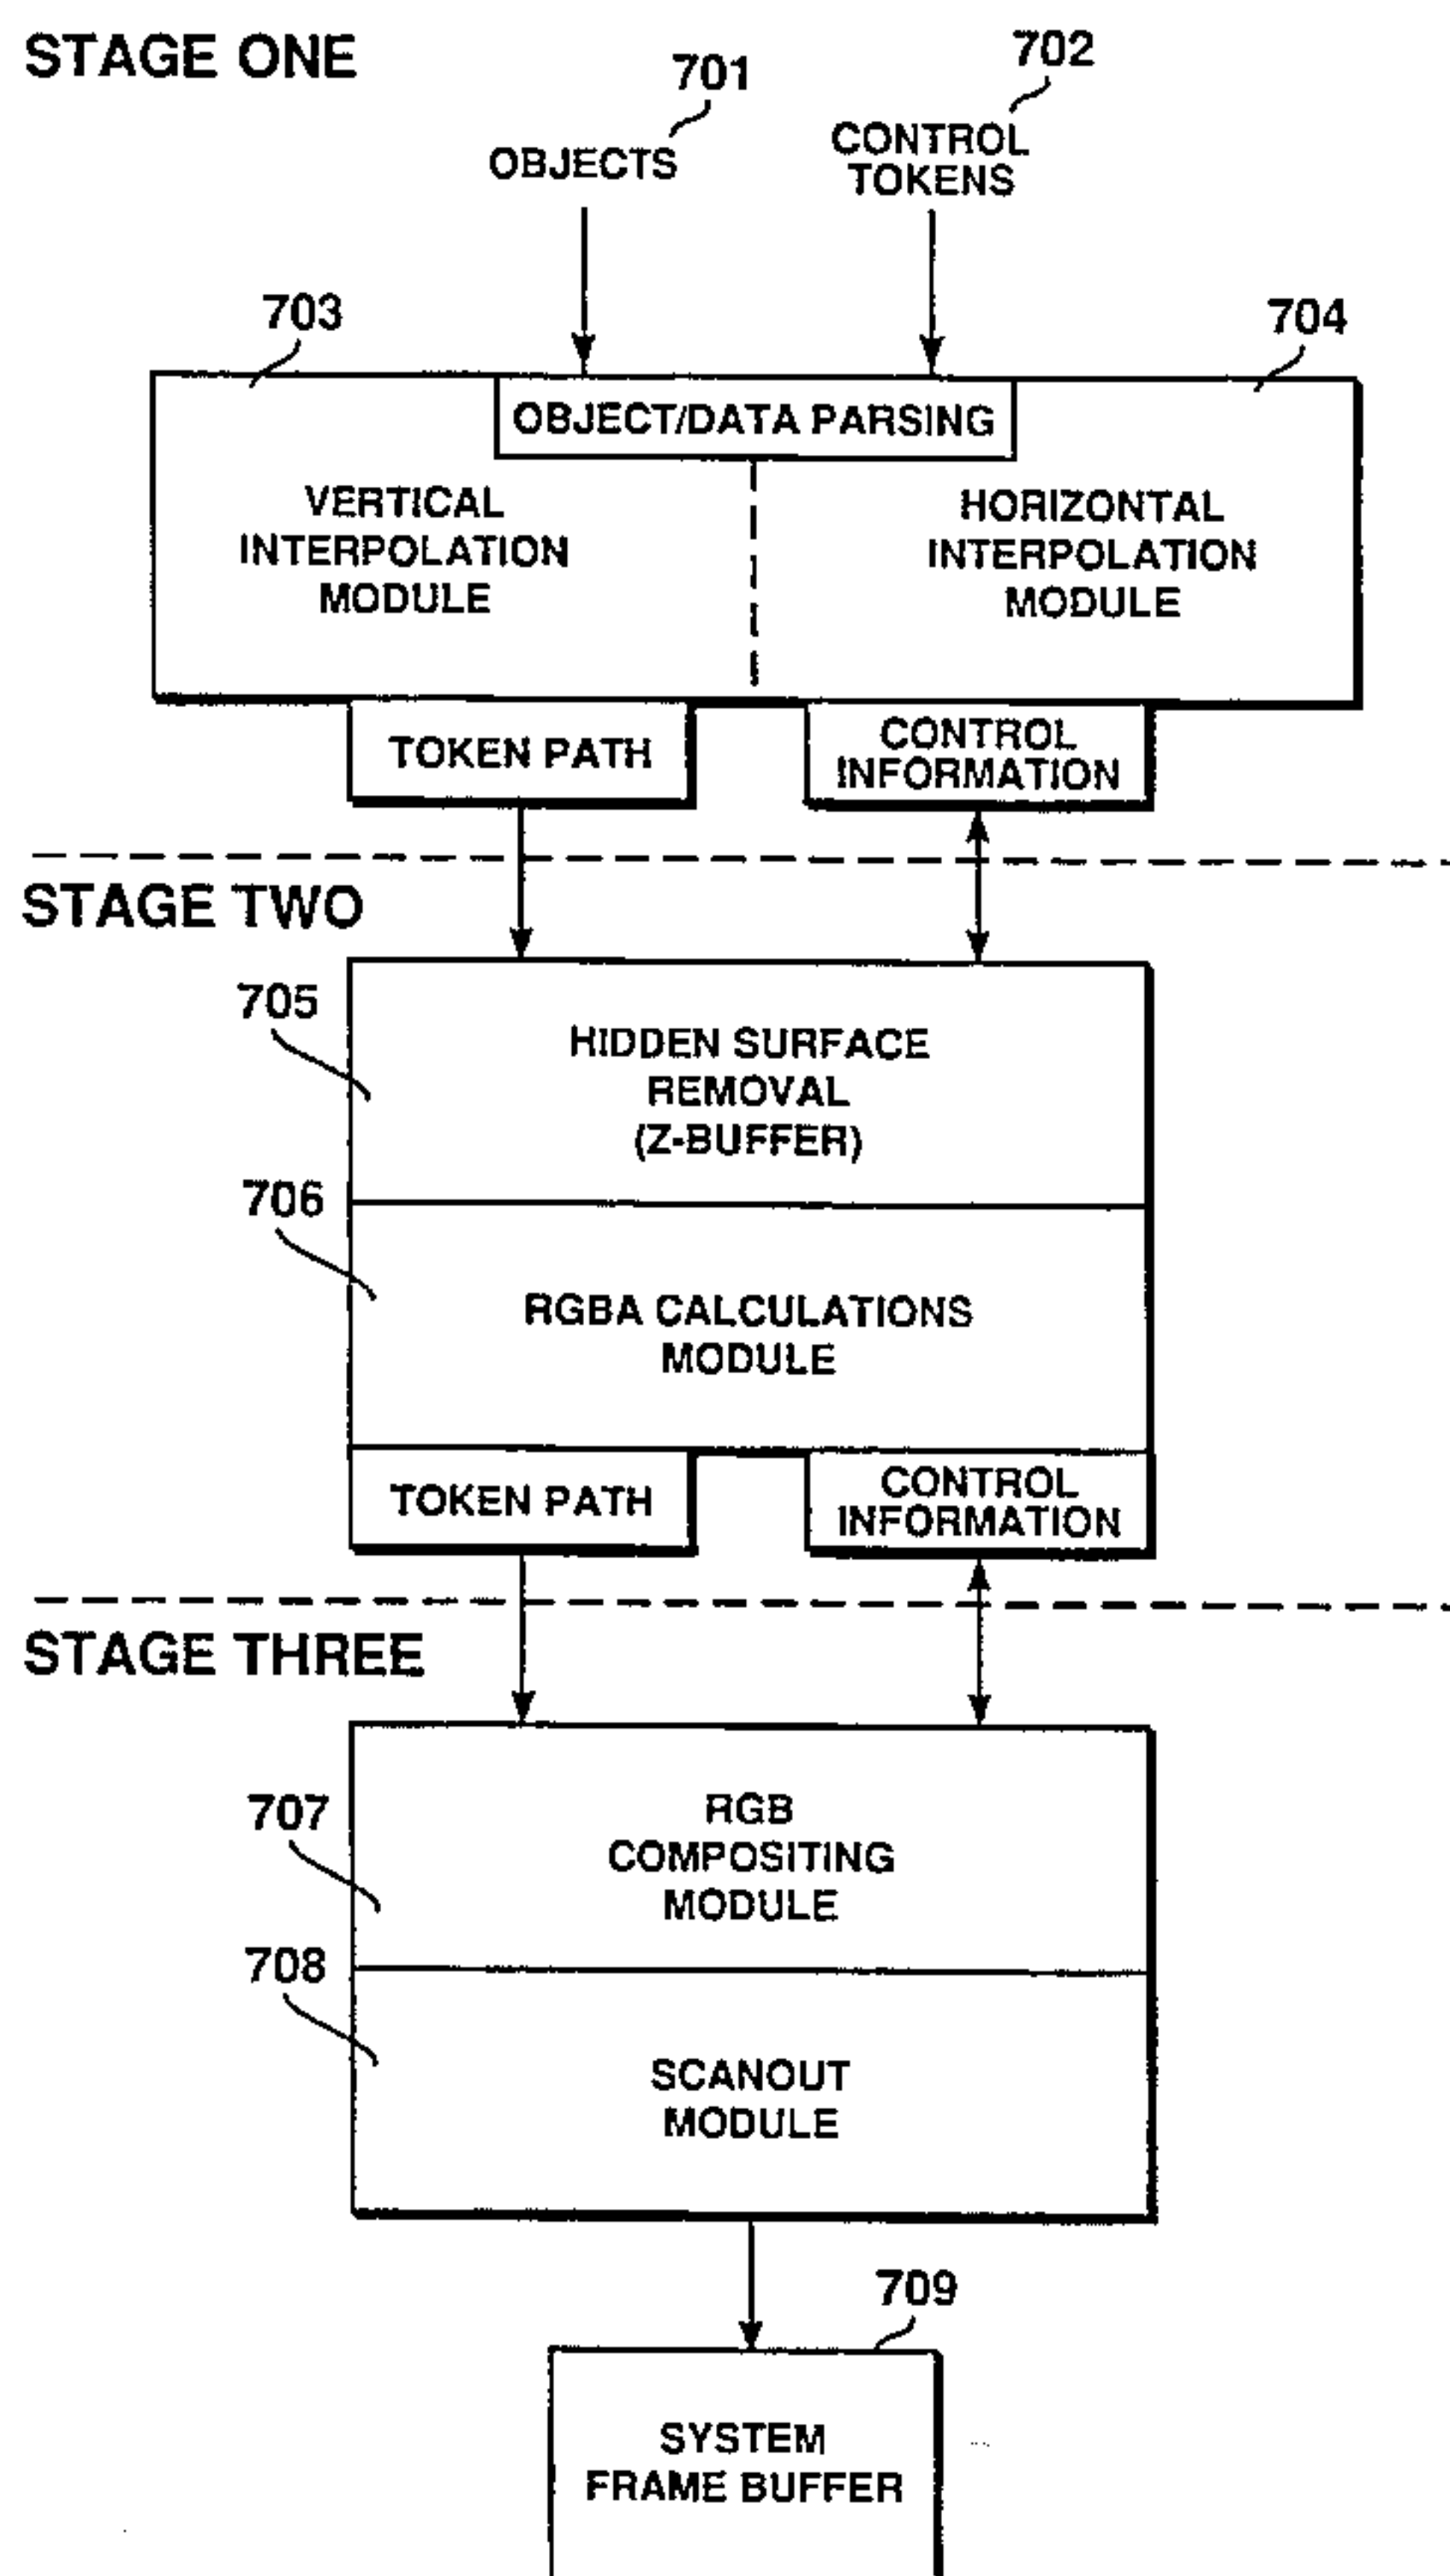 STAGE ONE
701
702
OBJECTS
CONTROL
TOKENS
703
704
OBJECT/DATA PARSING
VERTICAL
INTERPOLATION
MODULE
HORIZONTAL
INTERPOLATION
MODULE
TOKEN PATH
CONTROL
INFORMATION
STAGE TWO
705
HIDDEN SURFACE
REMOVAL
(Z-BUFFER)
706
RGBA CALCULATIONS
MODULE
TOKEN PATH
CONTROL
INFORMATION
STAGE THREE
707
RGB
COMPOSITING
MODULE
708
SCANOUT
MODULE
709
SYSTEM
FRAME BUFFER